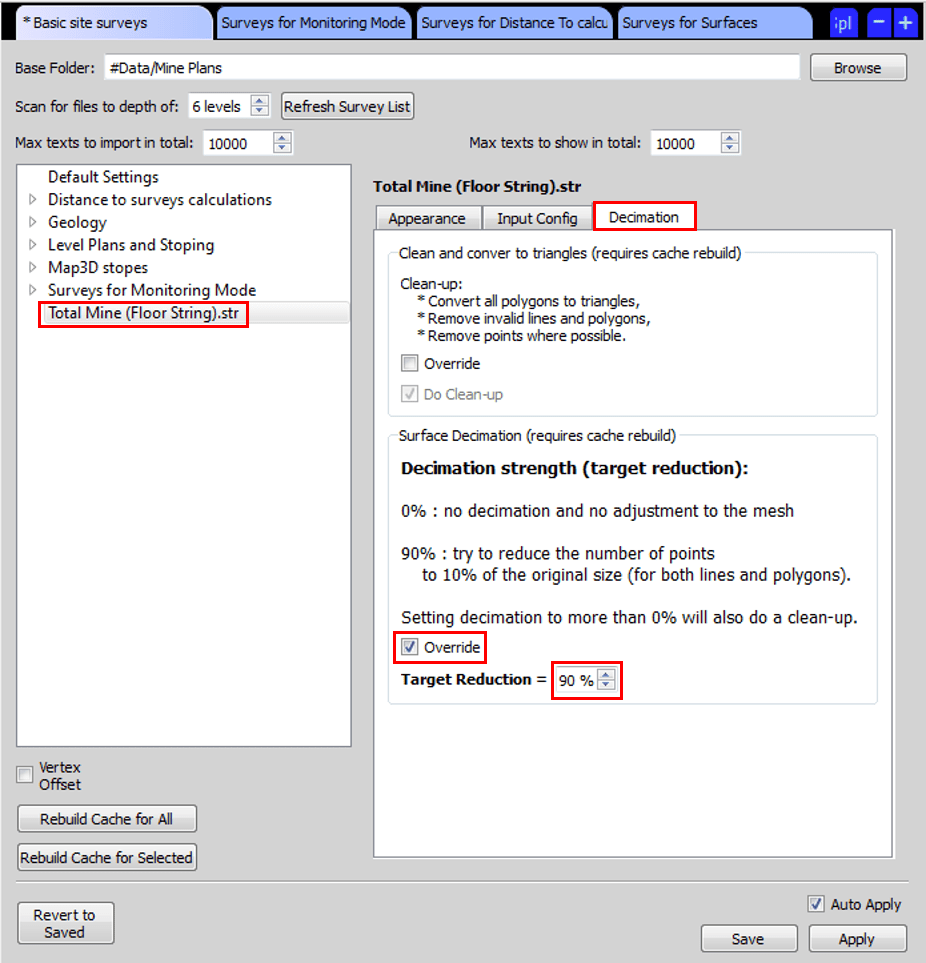 * Basic site surveys
Surveys for Monitoring Mode
Surveys for Distance To calcu
Surveys for Surfaces
ipl
Base Folder: #Data/Mine Plans Browse
Scan for files to depth of: 6 levels Refresh Survey List
Max texts to import in total: 10000 Max texts to show in total: 10000
Default Settings
Distance to surveys calculations
Geology
Level Plans and Stoping
Map3D stopes
Surveys for Monitoring Mode
Total Mine (Floor String).str
Total Mine (Floor String).str
Appearance Input Config Decimation
Clean and conver to triangles (requires cache rebuild)
Clean-up:
* Convert all polygons to triangles,
* Remove invalid lines and polygons,
* Remove points where possible.
Override
Do Clean-up
Surface Decimation (requires cache rebuild)
Decimation strength (target reduction):
0% : no decimation and no adjustment to the mesh
90% : try to reduce the number of points
to 10% of the original size (for both lines and polygons).
Setting decimation to more than 0% will also do a clean-up.
Override
Target Reduction = 90 %
Vertex
Offset
Rebuild Cache for All
Rebuild Cache for Selected
Revert to
Saved
Auto Apply
Save Apply